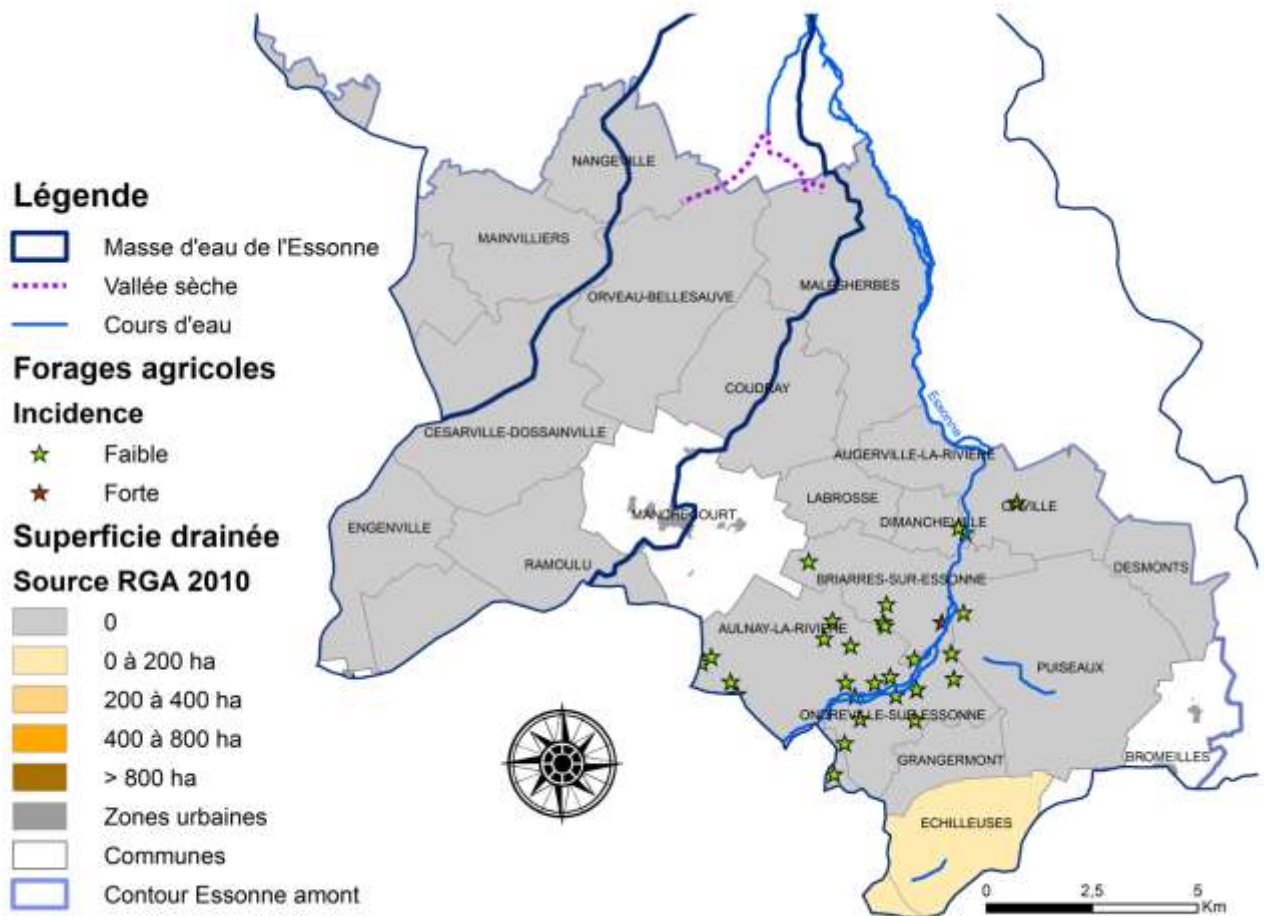 Légende
Masse d'eau de l'Essonne
Vallée sèche
Cours d'eau
Forages agricoles
Incidence
Faible
Forte
Superficie drainée
Source RGA 2010
0
0 à 200 ha
200 à 400 ha
400 à 800 ha
> 800 ha
Zones urbaines
Communes
Contour Essonne amont
NANGEVILLE
MAINVILLIERS
ORVEAU-BELLESAUVE
MALESHERBES
COUDRAY
Essonne
CESARVILLE-DOSSAINVILLE
AUGERVILLE-LA-RIVIERE
LABROSSE
ORVILLE
ENGENVILLE
MANCHECOURT
DIMANCHEVILLE
RAMOULU
DESMONTS
BRIARRES-SUR-ESSONNE
AULNAY-LA-RIVIERE
PUISEAUX
ONDREVILLE-SUR-ESSONNE
GRANGERMONT
BROMEILLES
ECHILLEUSES
0 2,5 5
Km